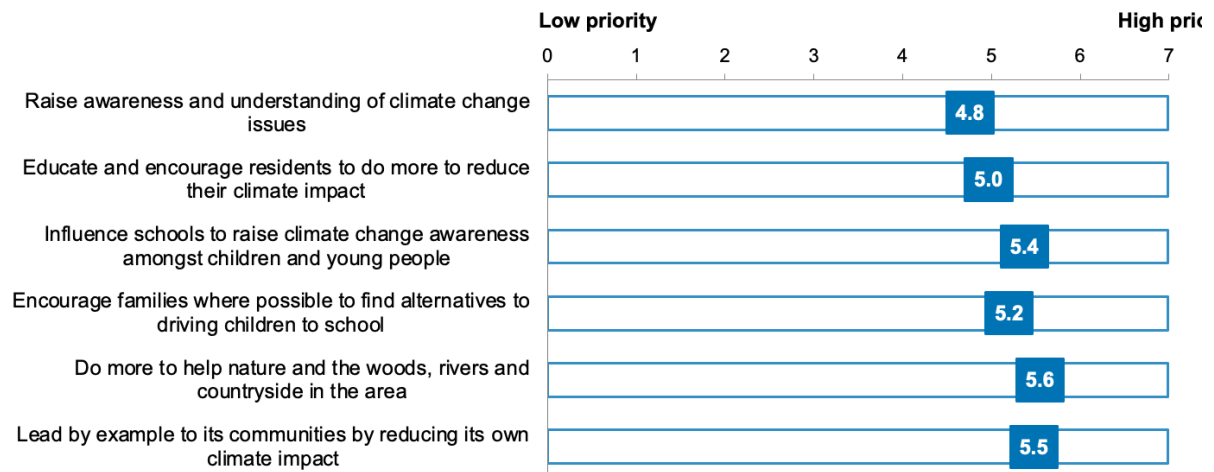 Low priority High pric
0 1 2 3 4 5 6 7
Raise awareness and understanding of climate change
issues
4.8
Educate and encourage residents to do more to reduce
their climate impact
5.0
Influence schools to raise climate change awareness
amongst children and young people
5.4
Encourage families where possible to find alternatives to
driving children to school
5.2
Do more to help nature and the woods, rivers and
countryside in the area
5.6
Lead by example to its communities by reducing its own
climate impact
5.5